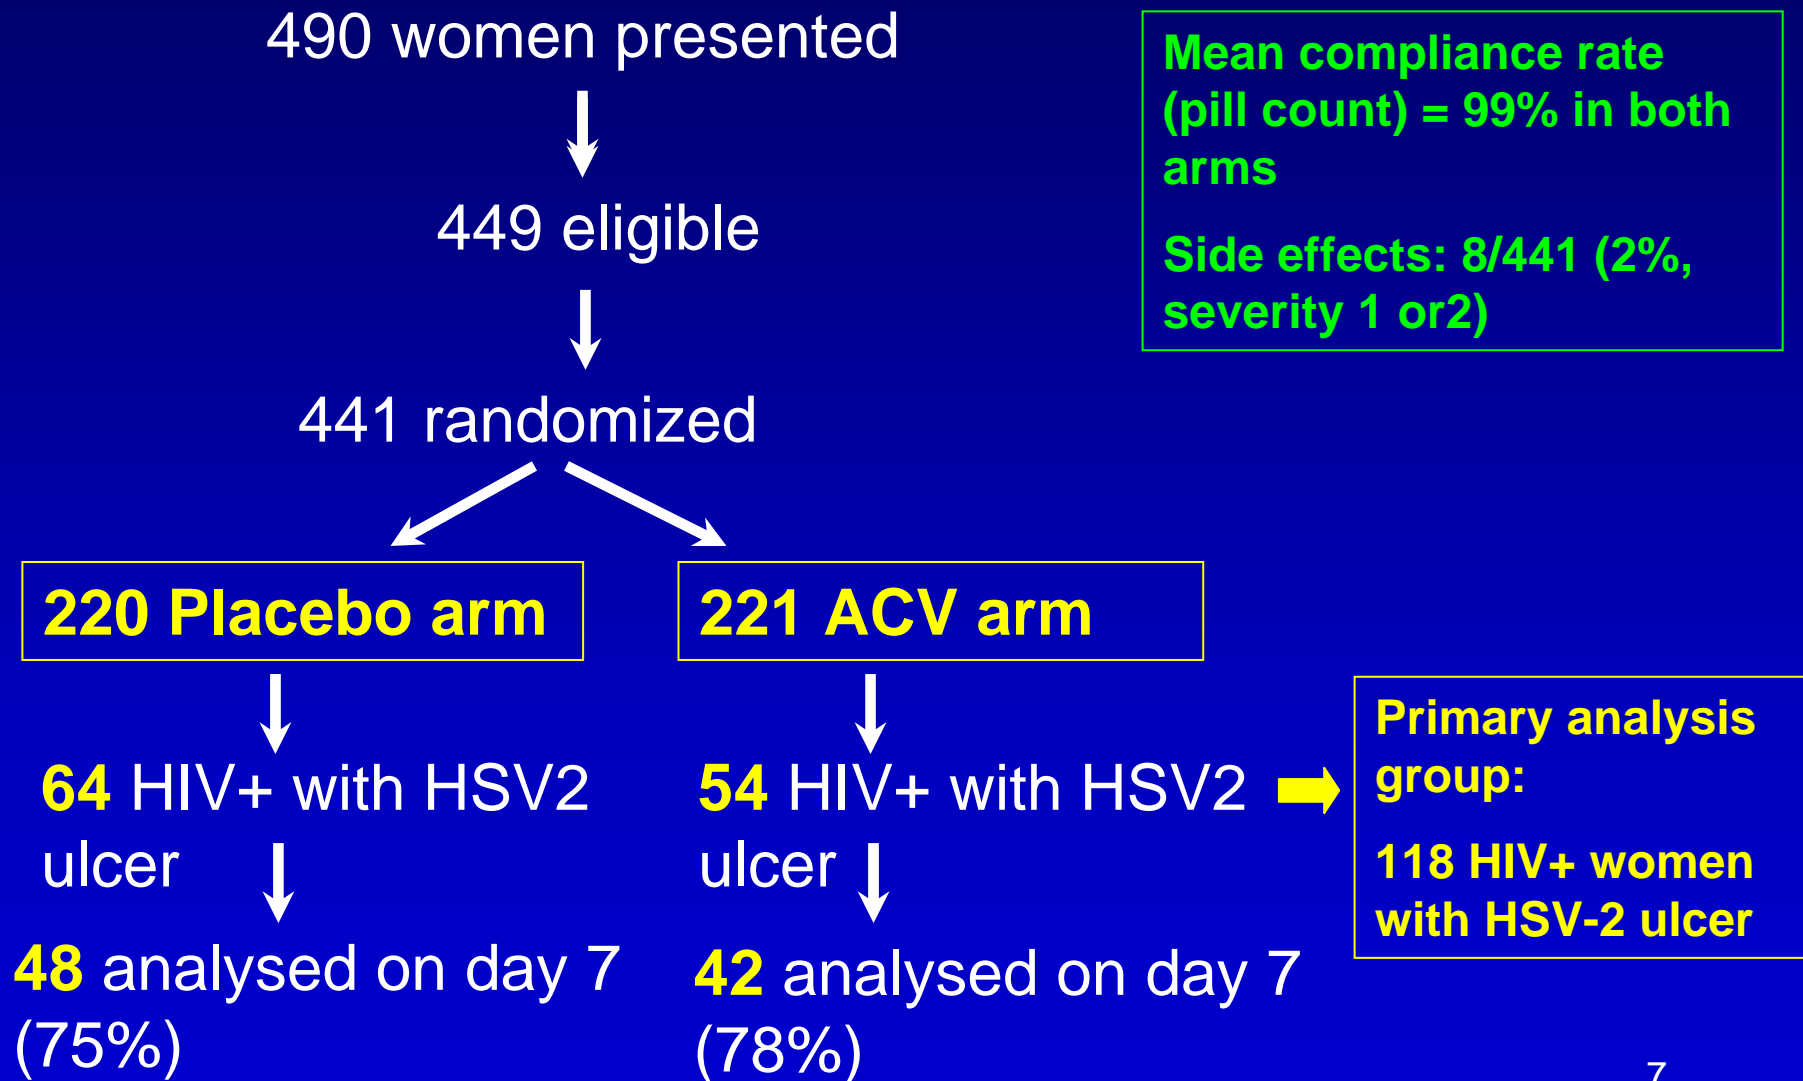 490 women presented
449 eligible
441 randomized
Mean compliance rate
(pill count) = 99% in both
arms
Side effects: 8/441 (2%,
severity 1 or2)
220 Placebo arm
64 HIV+ with HSV2
ulcer
48 analysed on day 7
(75%)
221 ACV arm
54 HIV+ with HSV2
ulcer
42 analysed on day 7
(78%)
Primary analysis
group:
118 HIV+ women
with HSV-2 ulcer
7